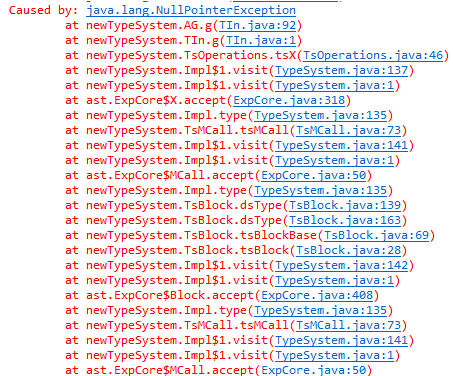 Caused by: java.lang.NullPointerException
at newTypeSystem.AG.g(TIn.java:92)
at newTypeSystem.TIn.g(TIn.java:1)
at newTypeSystem.TsOperations.tsX(TsOperations.java:46)
at newTypeSystem.Impl$1.visit(TypeSystem.java:137)
at newTypeSystem.Impl$1.visit(TypeSystem.java:1)
at ast.ExpCore$X.accept(ExpCore.java:318)
at newTypeSystem.Impl.type(TypeSystem.java:135)
at newTypeSystem.TsMCall.tsMCall(TsMCall.java:73)
at newTypeSystem.Impl$1.visit(TypeSystem.java:141)
at newTypeSystem.Impl$1.visit(TypeSystem.java:1)
at ast.ExpCore$MCall.accept(ExpCore.java:50)
at newTypeSystem.Impl.type(TypeSystem.java:135)
at newTypeSystem.TsBlock.dsType(TsBlock.java:139)
at newTypeSystem.TsBlock.dsType(TsBlock.java:163)
at newTypeSystem.TsBlock.tsBlockBase(TsBlock.java:69)
at newTypeSystem.TsBlock.tsBlock(TsBlock.java:28)
at newTypeSystem.Impl$1.visit(TypeSystem.java:142)
at newTypeSystem.Impl$1.visit(TypeSystem.java:1)
at ast.ExpCore$Block.accept(ExpCore.java:408)
at newTypeSystem.Impl.type(TypeSystem.java:135)
at newTypeSystem.TsMCall.tsMCall(TsMCall.java:73)
at newTypeSystem.Impl$1.visit(TypeSystem.java:141)
at newTypeSystem.Impl$1.visit(TypeSystem.java:1)
at ast.ExpCore$MCall.accept(ExpCore.java:50)